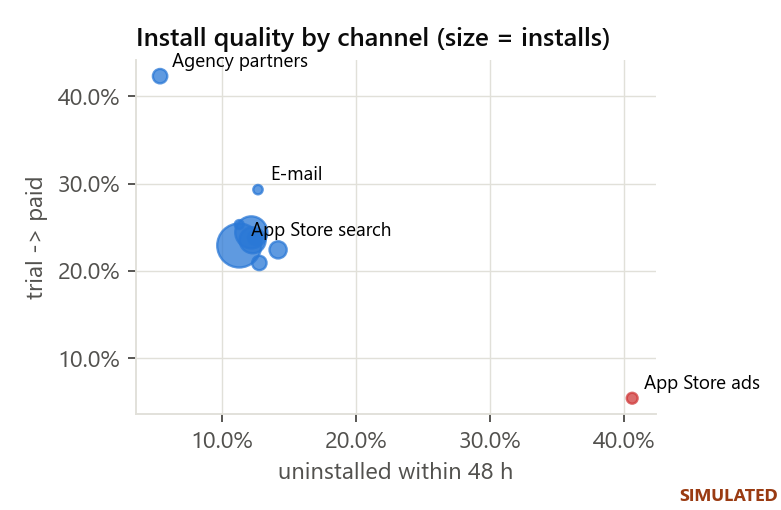 Install quality by channel (size = installs)
Agency partners
40.0%
30.0%
20.0%
10.0%
trial -> paid
E-mail
App Store search
App Store ads
10.0%
20.0%
30.0%
40.0%
uninstalled within 48 h
SIMULATED